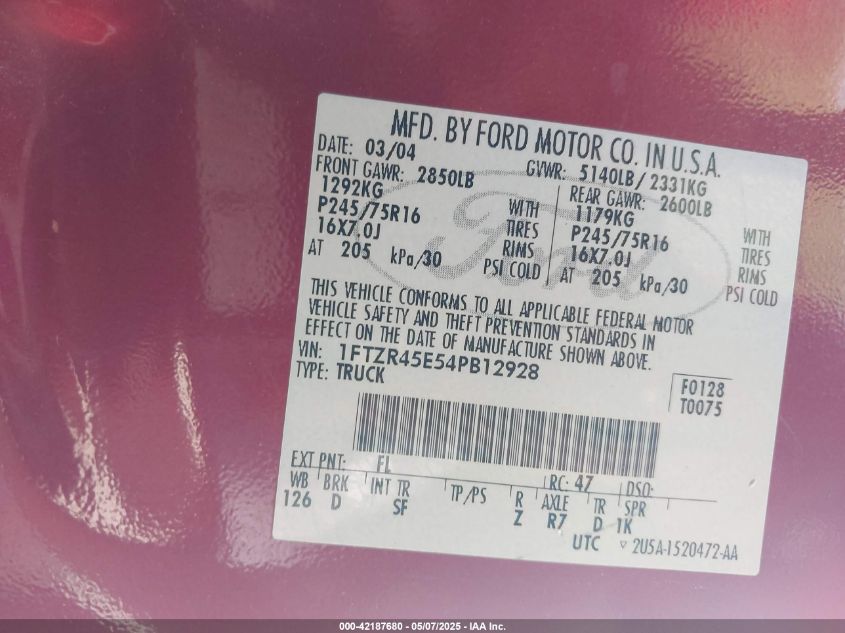 MFD. BY FORD MOTOR CO. IN U.S.A.
DATE: 03/04 GVWR: 5140LB/2331KG
FRONT GAWR: 2850LB REAR GAWR: 2600LB
1292KG WITH 1179KG WITH
P245/75R16 TIRES P245/75R16 TIRES
16X7.0J RIMS 16X7.0J RIMS
AT 205 kPa/30 PSI COLD AT 205 kPa/30 PSI COLD
THIS VEHICLE CONFORMS TO ALL APPLICABLE FEDERAL MOTOR
VEHICLE SAFETY AND THEFT PREVENTION STANDARDS IN
EFFECT ON THE DATE OF MANUFACTURE SHOWN ABOVE.
VIN: 1FTZR45E54PB12928
TYPE: TRUCK
F0128
T0075
EXT PNT: FL RC: 47 DSO:
WB BRK INT TR TP/PS R AXLE TR SPR
126 D SF Z R7 D 1K
UTC ▽ 2U5A-1520472-AA
Ford
000-42187680 - 05/07/2025 - IAA Inc.